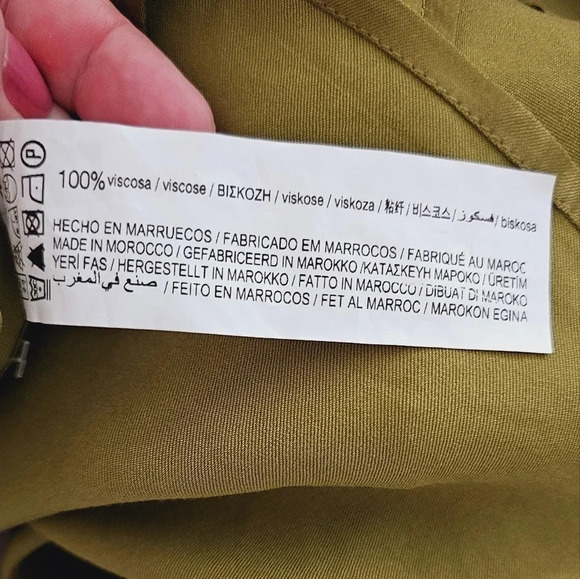 100% viscosa / viscose / ΒΙΣΚΟΖΗ / viskose / viskoza / 粘纤 / 비스코스 / فسكوز / biskosa
HECHO EN MARRUECOS / FABRICADO EM MARROCOS / FABRIQUÉ AU MAROC
MADE IN MOROCCO / GEFABRICEERD IN MAROKKO /ΚΑΤΑΣΚΕΥΗ ΜΑΡΟΚΟ / ÜRETİM
YERİ FAS / HERGESTELLT IN MAROKKO / FATTO IN MAROCCO / DIBUAT DI MAROKO
صنع في المغرب / FEITO EN MARROCOS / FET AL MARROC / MAROKON EGINA
P